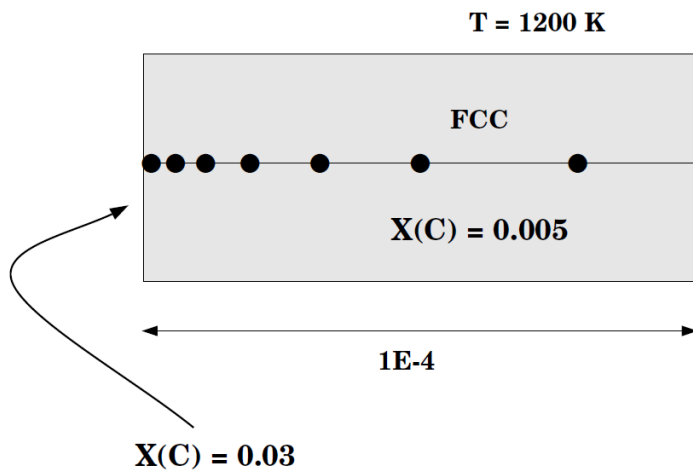 T = 1200 K
FCC
X(C) = 0.005
1E-4
X(C) = 0.03